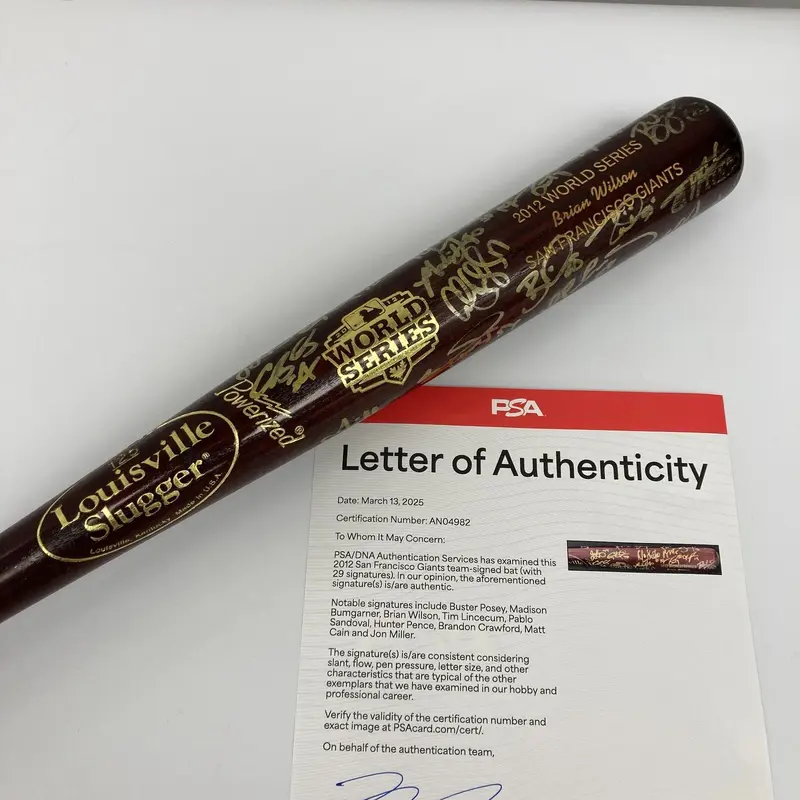 2012 WORLD SERIES
Brian Wilson
SAN FRANCISCO GIANTS
2012
WORLD
SERIES
Powerized®
122
Louisville
Slugger®
Louisville, Kentucky, Made in U.S.A
PSA
Letter of Authenticity
Date: March 13, 2025
Certification Number: AN04982
To Whom It May Concern:
PSA/DNA Authentication Services has examined this
2012 San Francisco Giants team-signed bat (with
29 signatures). In our opinion, the aforementioned
signature(s) is/are authentic.
Notable signatures include Buster Posey, Madison
Bumgarner, Brian Wilson, Tim Lincecum, Pablo
Sandoval, Hunter Pence, Brandon Crawford, Matt
Cain and Jon Miller.
The signature(s) is/are consistent considering
slant, flow, pen pressure, letter size, and other
characteristics that are typical of the other
exemplars that we have examined in our hobby and
professional career.
Verify the validity of the certification number and
exact image at PSAcard.com/cert/.
On behalf of the authentication team,